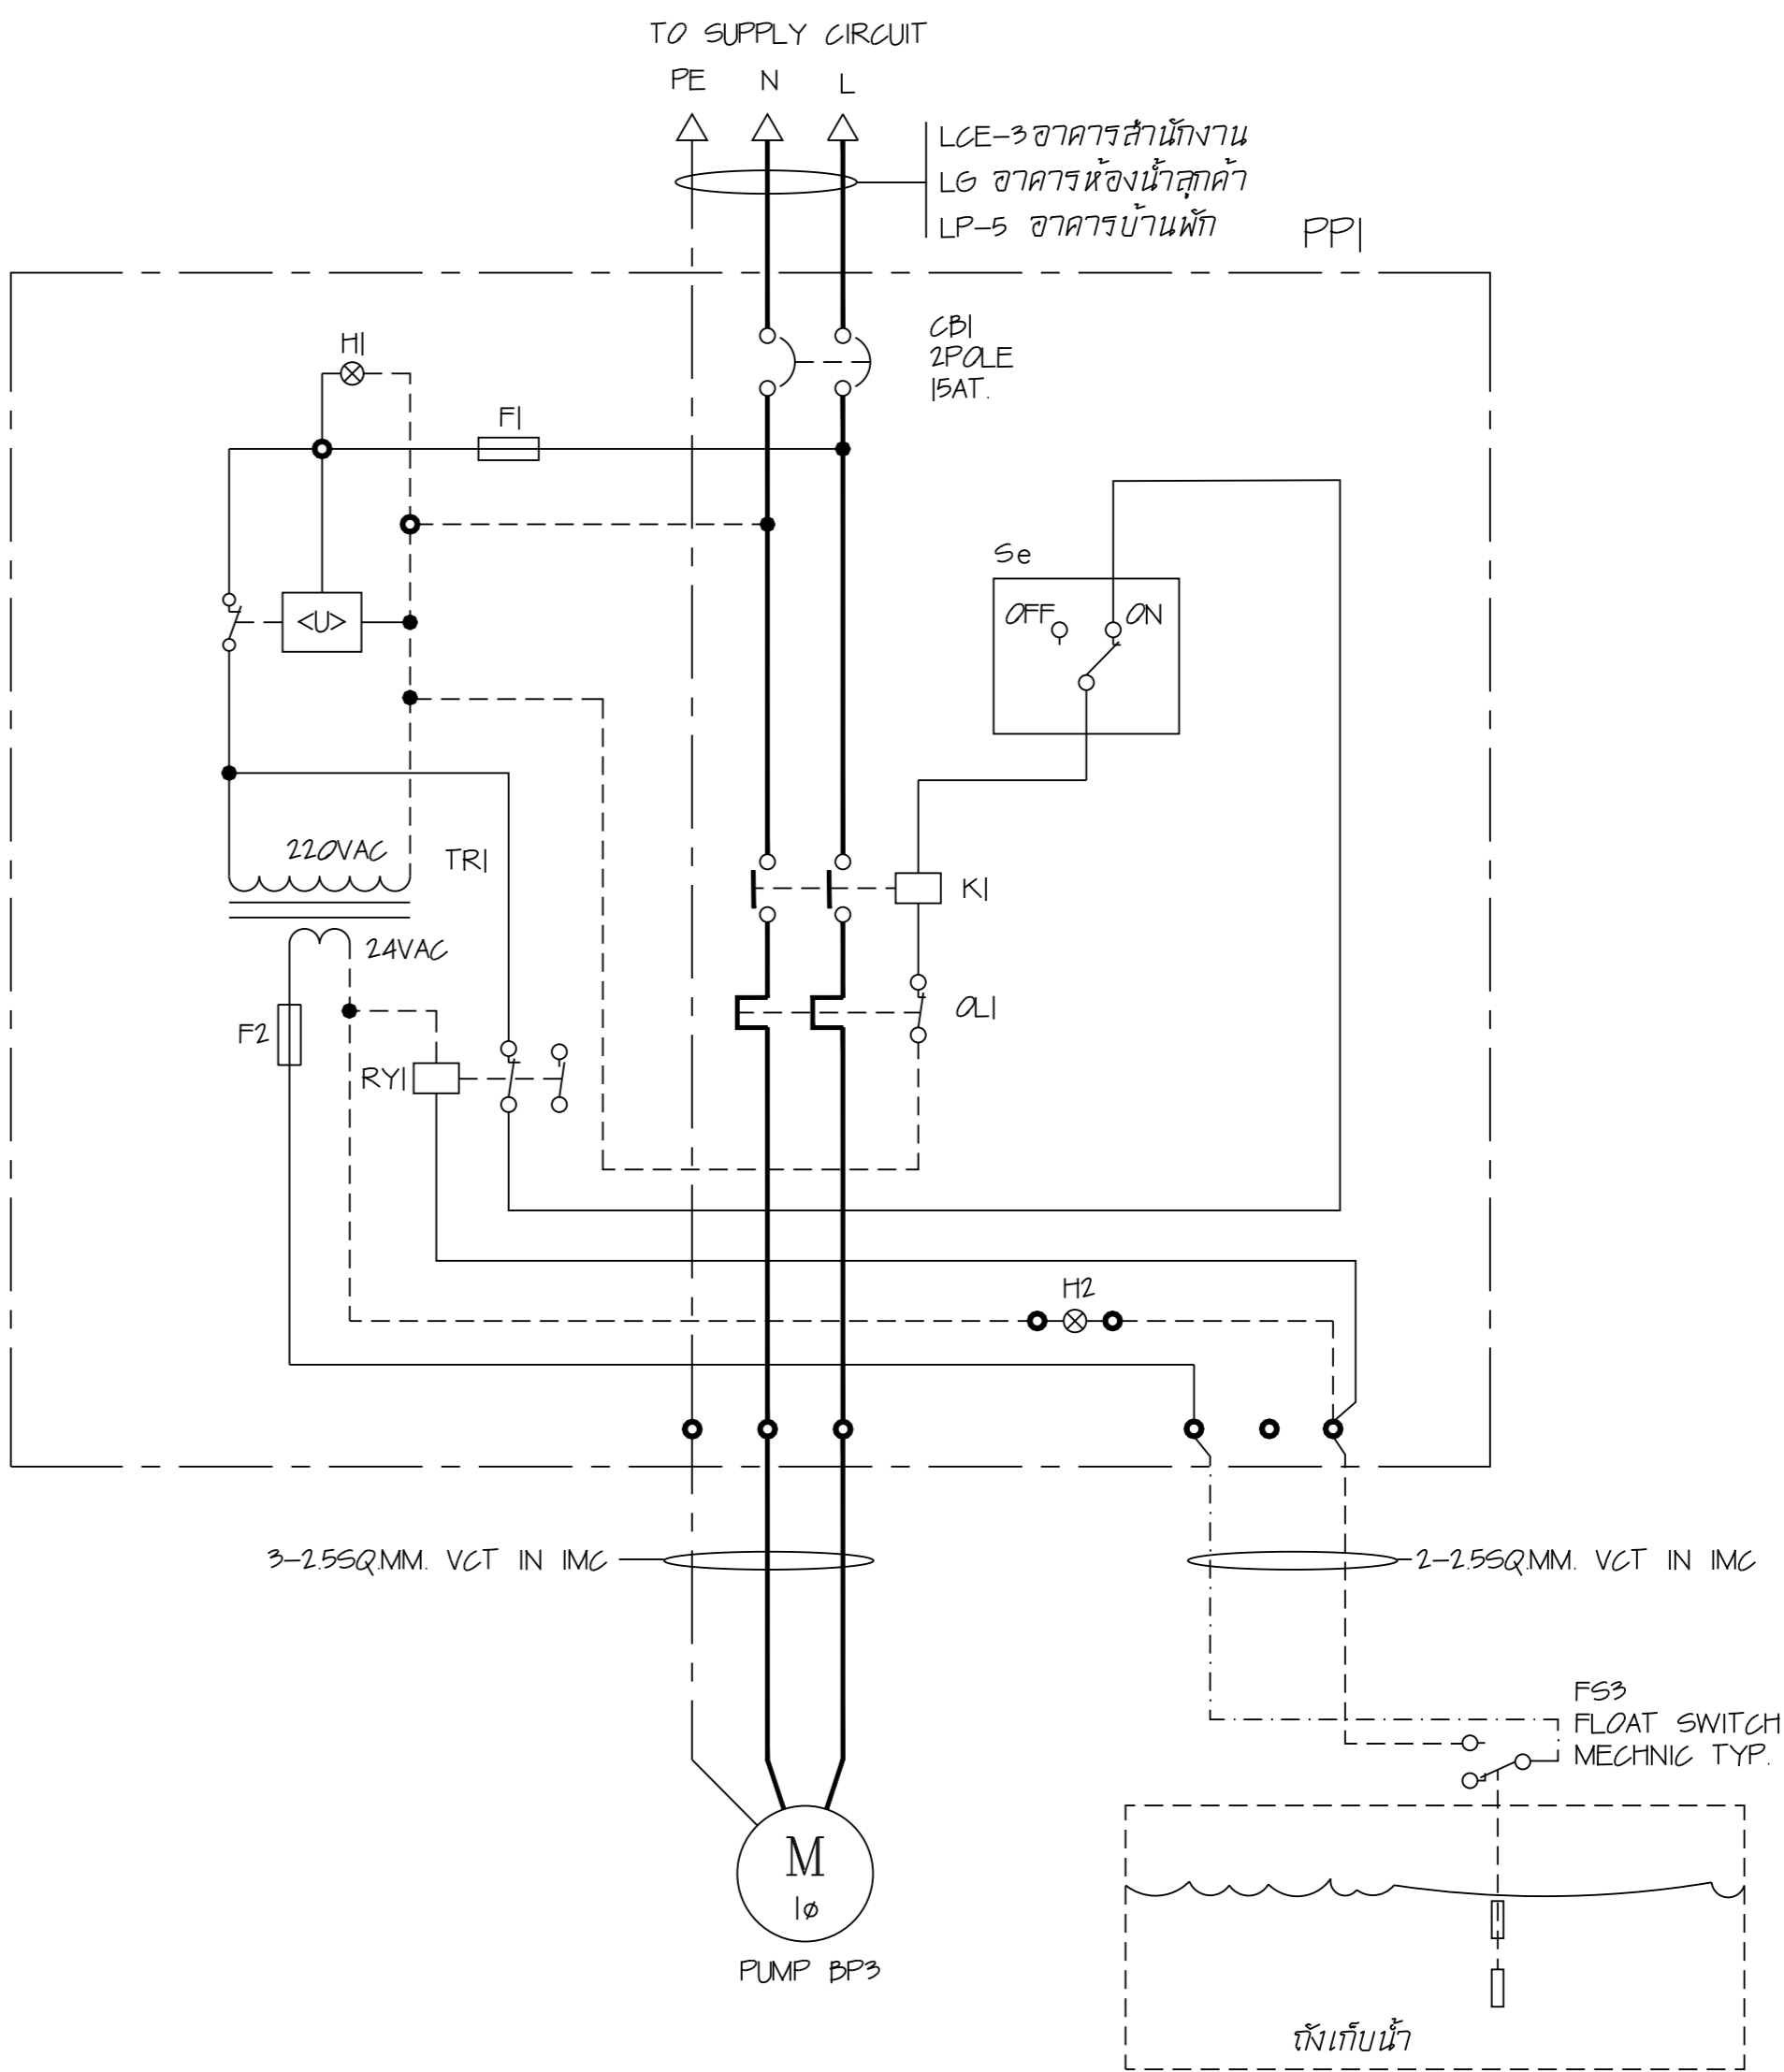 TO SUPPLY CIRCUIT
PE N L
LCE-3 อาคารสำนักงาน
LG อาคารห้องน้ำลูกค้า
LP-5 อาคารบ้านพัก
PP1
CB1
2POLE
15AT.
H1
F1
Se
OFF ON
<U>
220VAC
TR1
K1
24VAC
OL1
F2
RY1
H2
3-2.5SQ.MM. VCT IN IMC
2-2.5SQ.MM. VCT IN IMC
FS3
FLOAT SWITCH
MECHNIC TYP.
M
1ø
PUMP BP3
ถังเก็บน้ำ